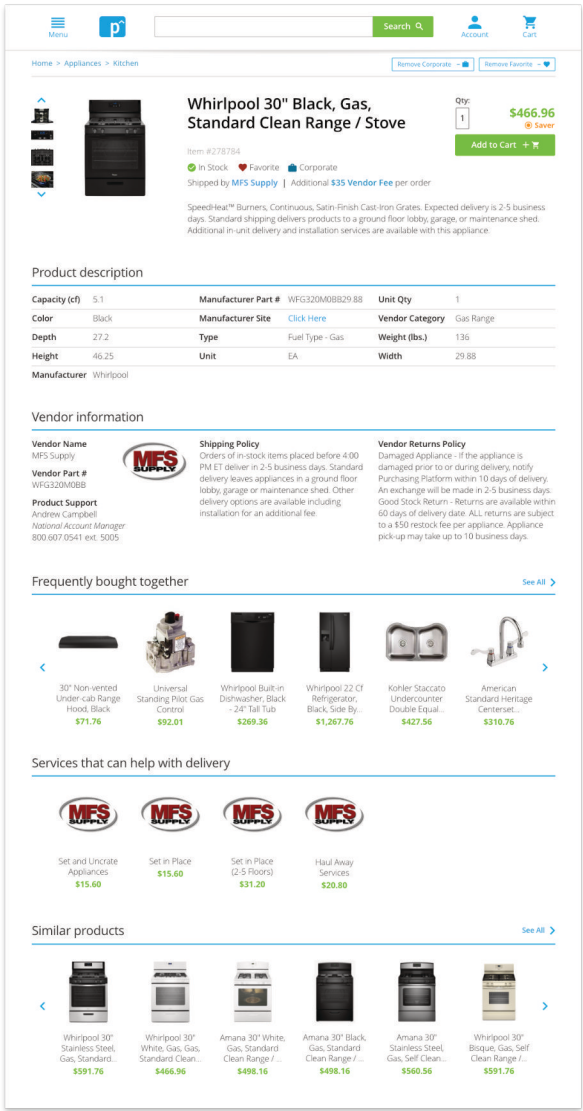 Menu
p
Search
Account
Cart
Home > Appliances > Kitchen
Remove Corporate –
Remove Favorite –
Whirlpool 30" Black, Gas,
Standard Clean Range / Stove
Qty:
1
$466.96
Saver
Add to Cart +
Item #278784
In Stock
Favorite
Corporate
Shipped by MFS Supply | Additional $35 Vendor Fee per order
SpeedHeat™ Burners, Continuous, Satin-Finish Cast-Iron Grates. Expected delivery is 2-5 business
days. Standard shipping delivers products to a ground floor lobby, garage, or maintenance shed.
Additional in-unit delivery and installation services are available with this appliance.
Product description
Capacity (cf) 5.1 Manufacturer Part # WFG320M0BB29.88 Unit Qty 1
Color Black Manufacturer Site Click Here Vendor Category Gas Range
Depth 27.2 Type Fuel Type - Gas Weight (lbs.) 136
Height 46.25 Unit EA Width 29.88
Manufacturer Whirlpool
Vendor information
Vendor Name
MFS Supply
Vendor Part #
WFG320M0BB
Product Support
Andrew Campbell
National Account Manager
800.607.0541 ext. 5005
MFS
SUPPLY
Shipping Policy
Orders of in-stock items placed before 4:00
PM ET deliver in 2-5 business days. Standard
delivery leaves appliances in a ground floor
lobby, garage or maintenance shed. Other
delivery options are available including
installation for an additional fee.
Vendor Returns Policy
Damaged Appliance - If the appliance is
damaged prior to or during delivery, notify
Purchasing Platform within 10 days of delivery.
An exchange will be made in 2-5 business days.
Good Stock Return - Returns are available within
60 days of delivery date. ALL returns are subject
to a $50 restock fee per appliance. Appliance
pick-up may take up to 10 business days.
Frequently bought together
See All
30" Non-vented
Under-cab Range
Hood, Black
$71.76
Universal
Standing Pilot Gas
Control
$92.01
Whirlpool Built-in
Dishwasher, Black
- 24" Tall Tub
$269.36
Whirlpool 22 Cf
Refrigerator,
Black, Side By...
$1,267.76
Kohler Staccato
Undercounter
Double Equal...
$427.56
American
Standard Heritage
Centerset...
$310.76
Services that can help with delivery
MFS
SUPPLY
Set and Uncrate
Appliances
$15.60
MFS
SUPPLY
Set in Place
$15.60
MFS
SUPPLY
Set in Place
(2-5 Floors)
$31.20
MFS
SUPPLY
Haul Away
Services
$20.80
Similar products
See All
Whirlpool 30"
Stainless Steel,
Gas, Standard...
$591.76
Whirlpool 30"
White, Gas, Gas,
Standard Clean...
$466.96
Amana 30" White,
Gas, Standard
Clean Range / ...
$498.16
Amana 30" Black,
Gas, Standard
Clean Range / ...
$498.16
Amana 30"
Stainless Steel,
Gas, Self Clean...
$560.56
Whirlpool 30"
Bisque, Gas, Self
Clean Range /...
$591.76